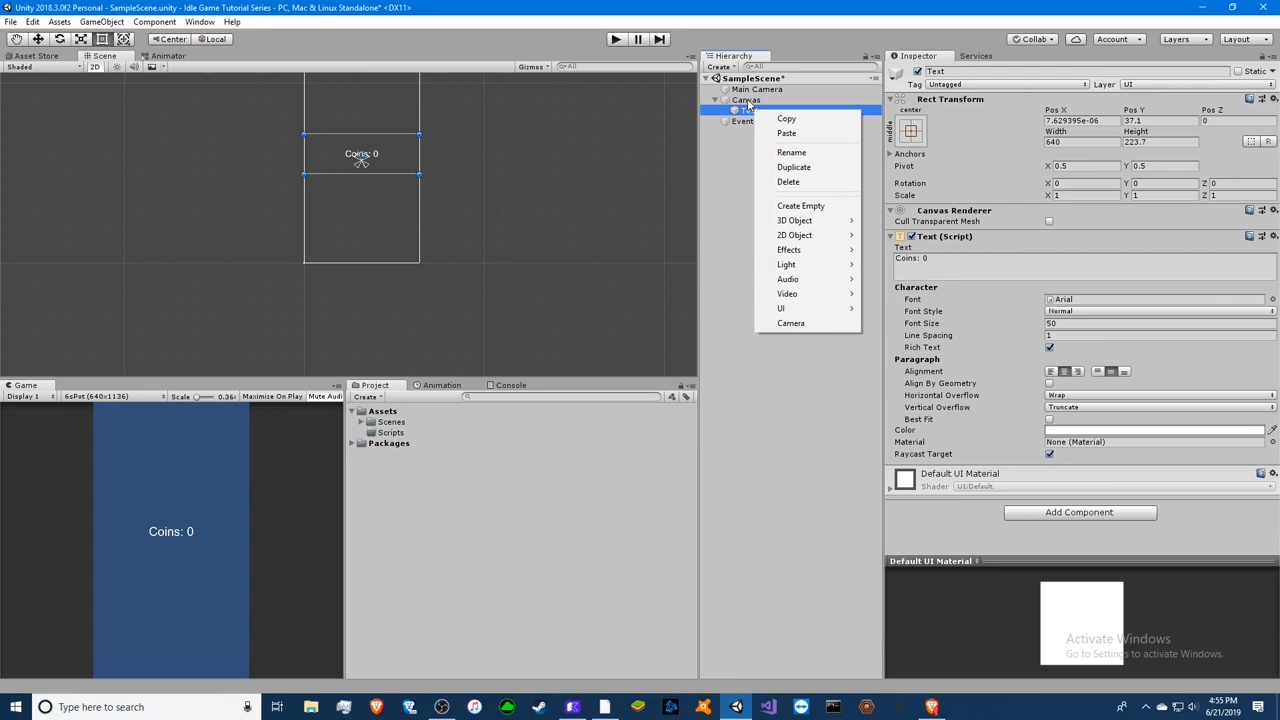 Unity 2018.3.0f2 Personal - SampleScene.unity - Idle Game Tutorial Series - PC, Mac & Linux Standalone* <DX11>
File Edit Assets GameObject Component Window Help
Center Local Collab Account Layers Layout
Asset Store Scene Animator
Shaded 2D Gizmos All
Coins: 0
Hierarchy
Create All
SampleScene*
Main Camera
Canvas
Event
Copy
Paste
Rename
Duplicate
Delete
Create Empty
3D Object
2D Object
Effects
Light
Audio
Video
UI
Camera
Inspector Services
Text Static
Tag Untagged Layer UI
Rect Transform
center
middle
Pos X Pos Y Pos Z
7.629395e-06 37.1 0
Width Height
640 223.7
R
Anchors
Pivot X 0.5 Y 0.5
Rotation X 0 Y 0 Z 0
Scale X 1 Y 1 Z 1
Canvas Renderer
Cull Transparent Mesh
Text (Script)
Text
Coins: 0
Character
Font Arial
Font Style Normal
Font Size 50
Line Spacing 1
Rich Text
Paragraph
Alignment
Align By Geometry
Horizontal Overflow Wrap
Vertical Overflow Truncate
Best Fit
Color
Material None (Material)
Raycast Target
Default UI Material
Shader UI/Default
Add Component
Default UI Material
Activate Windows
Go to Settings to activate Windows.
Game
Display 1 6sPot (640x1136) Scale 0.36 Maximize On Play Mute Audi
Coins: 0
Project Animation Console
Create
Assets
Scenes
Scripts
Packages
Type here to search
4:55 PM
6/21/2019